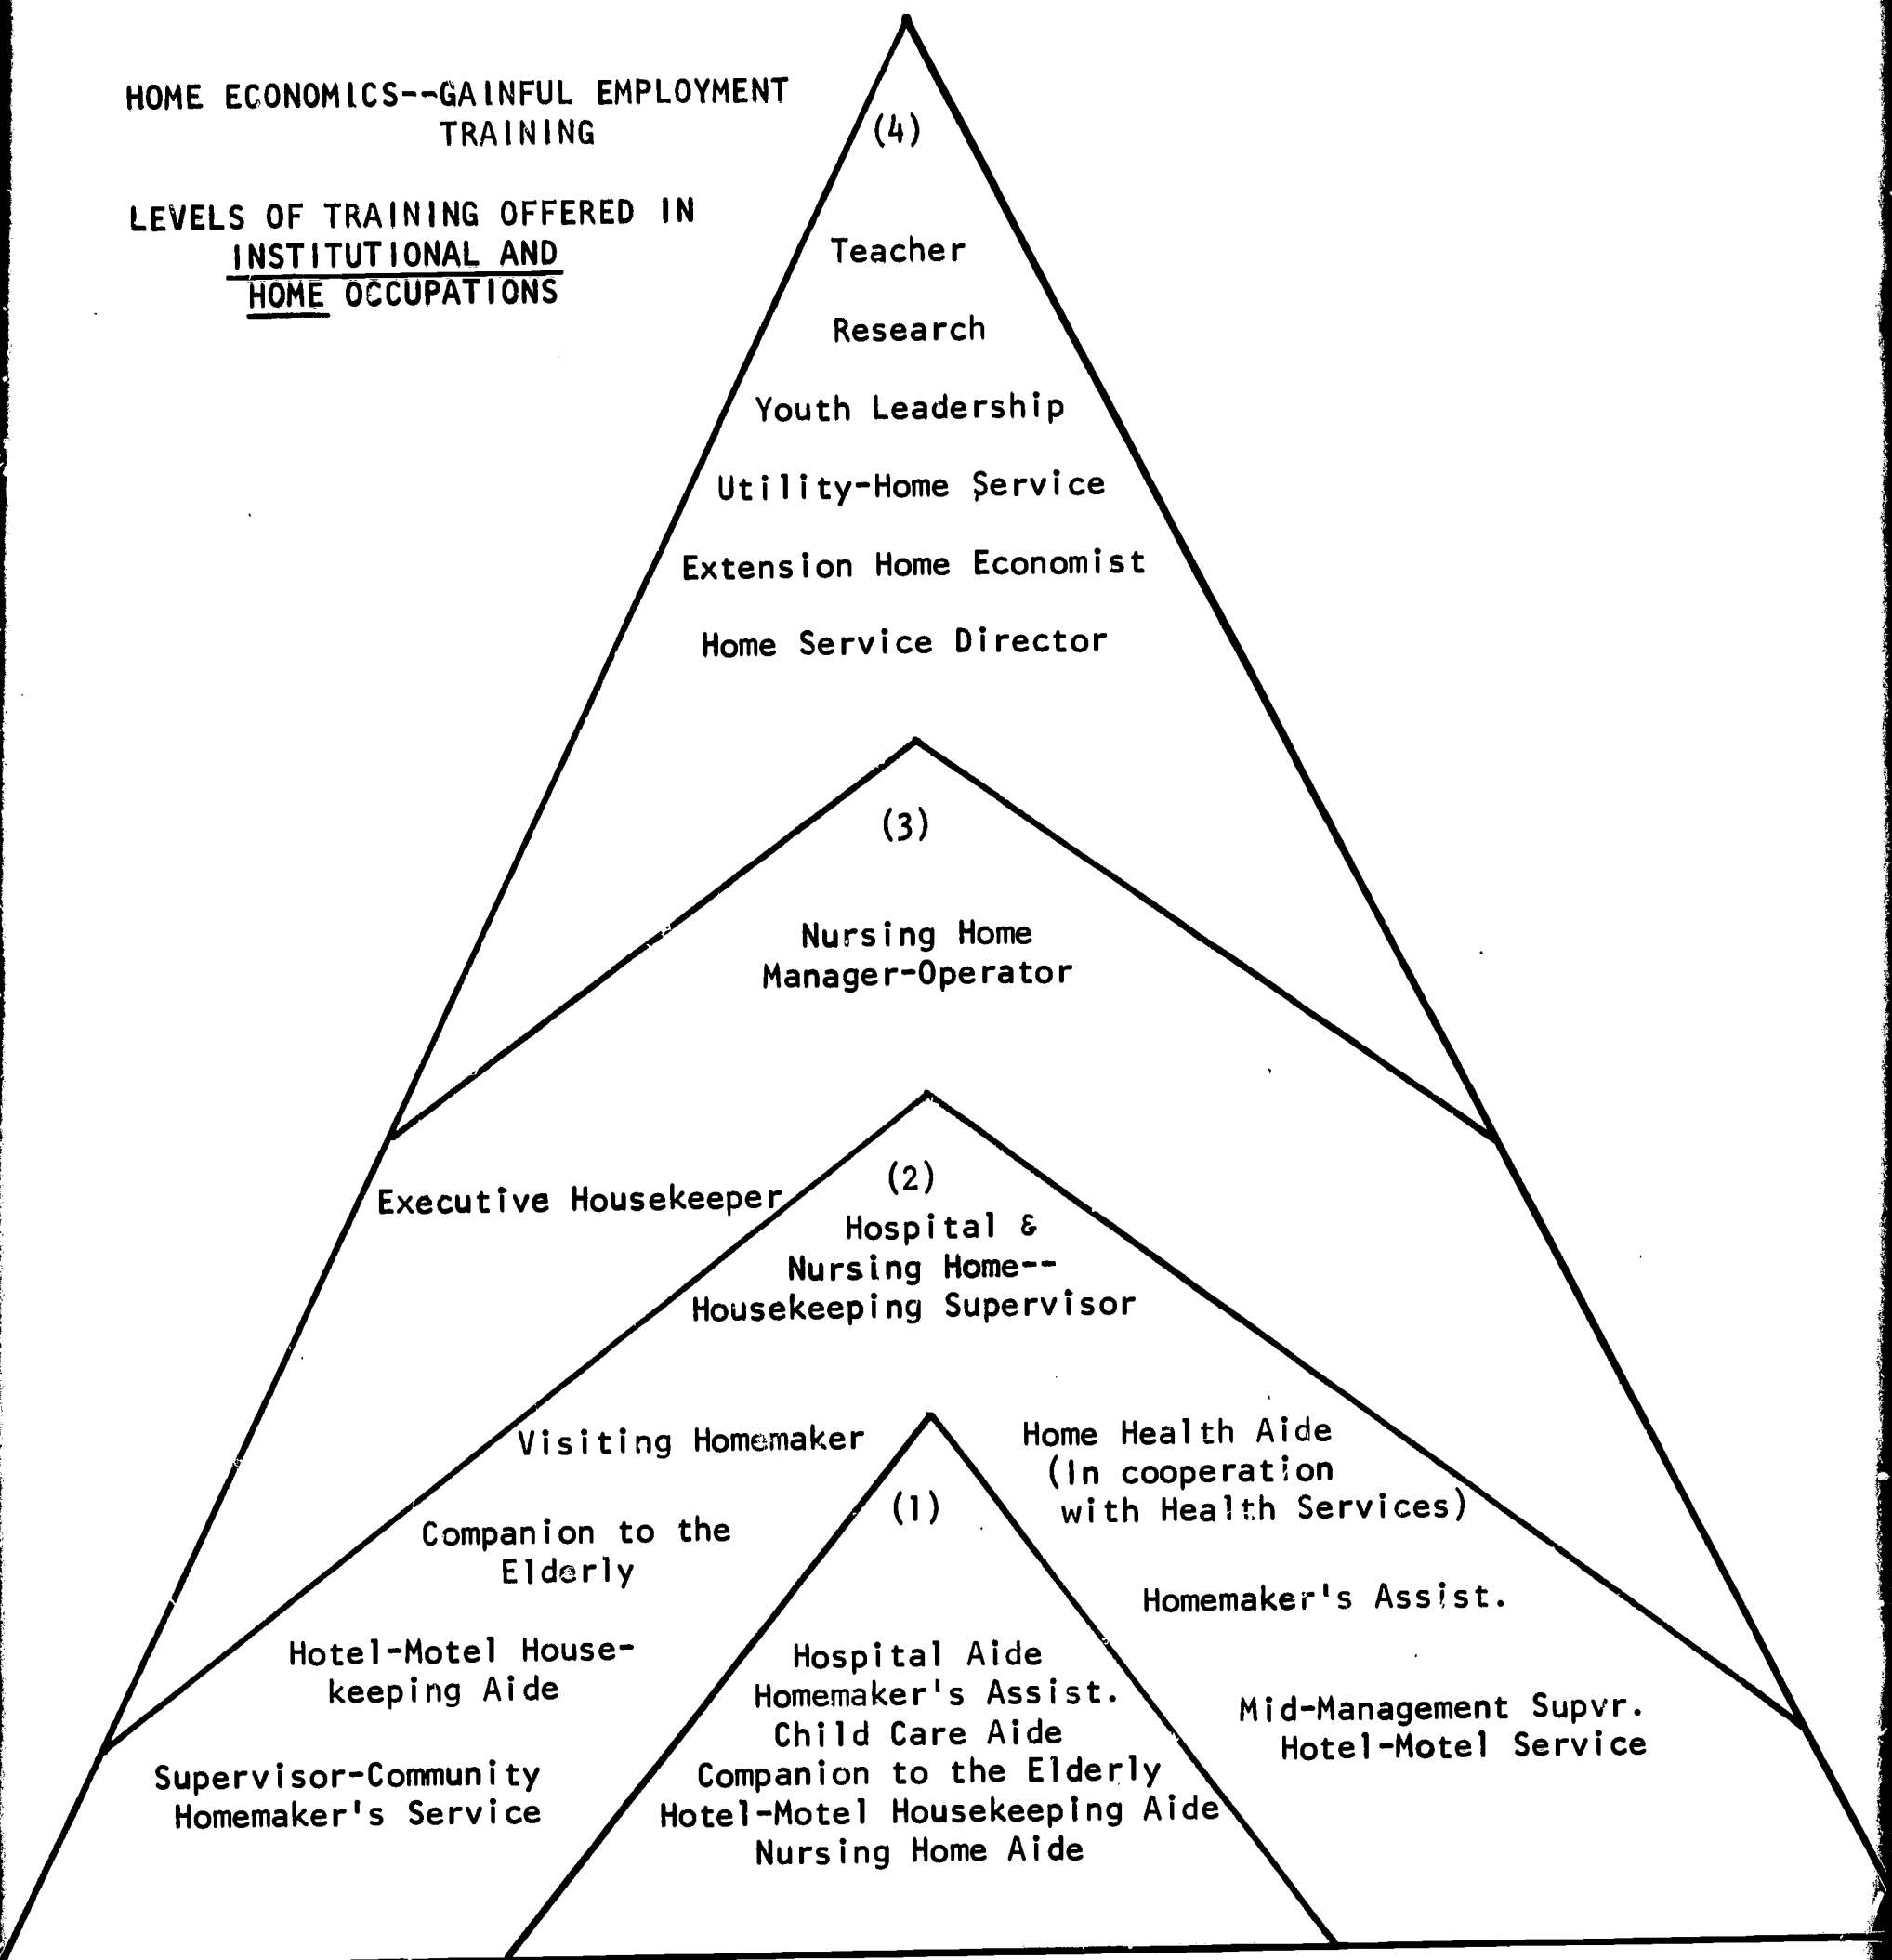 HOME ECONOMICS--GAINFUL EMPLOYMENT
TRAINING
LEVELS OF TRAINING OFFERED IN
INSTITUTIONAL AND
HOME OCCUPATIONS
(4)
Teacher
Research
Youth Leadership
Utility-Home Service
Extension Home Economist
Home Service Director
(3)
Nursing Home
Manager-Operator
Executive Housekeeper
(2)
Hospital &
Nursing Home--
Housekeeping Supervisor
Visiting Homemaker
Companion to the
Elderly
Hotel-Motel House-
keeping Aide
Supervisor-Community
Homemaker's Service
Home Health Aide
(In cooperation
with Health Services)
Homemaker's Assist.
Mid-Management Supvr.
Hotel-Motel Service
(1)
Hospital Aide
Homemaker's Assist.
Child Care Aide
Companion to the Elderly
Hotel-Motel Housekeeping Aide
Nursing Home Aide